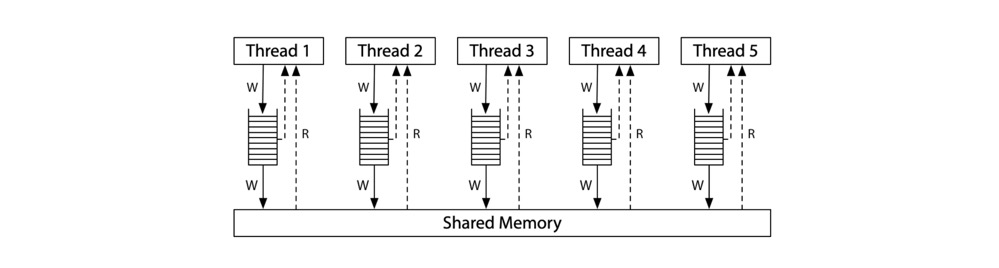 Thread 1 Thread 2 Thread 3 Thread 4 Thread 5
W W W W W
R R R R R
W W W W W
Shared Memory